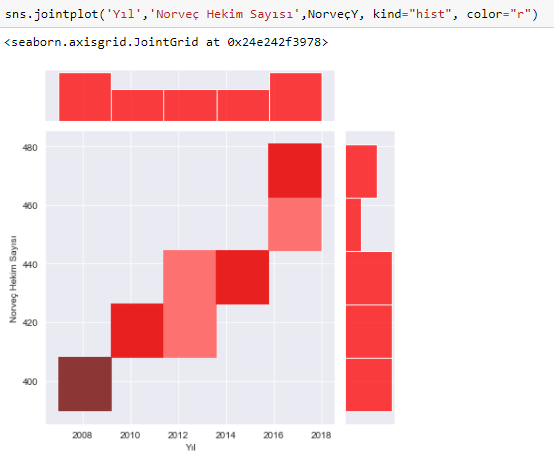 sns.jointplot('Yıl','Norveç Hekim Sayısı',NorveçY, kind="hist", color="r")
<seaborn.axisgrid.JointGrid at 0x24e242f3978>
480
460
440
420
400
Norveç Hekim Sayısı
2008 2010 2012 2014 2016 2018
Yıl